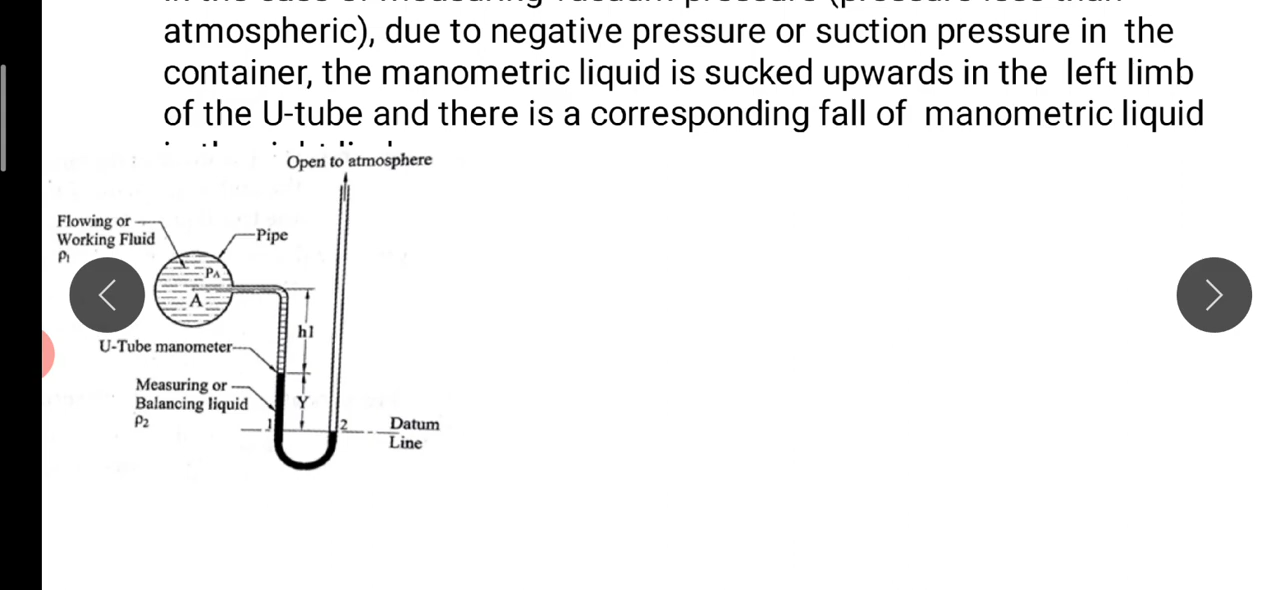 atmospheric), due to negative pressure or suction pressure in the
container, the manometric liquid is sucked upwards in the left limb
of the U-tube and there is a corresponding fall of manometric liquid
Open to atmosphere
Flowing or
Working Fluid
ρ1
Pipe
PA
A
h1
U-Tube manometer
Measuring or
Balancing liquid
ρ2
Y
1
2
Datum
Line